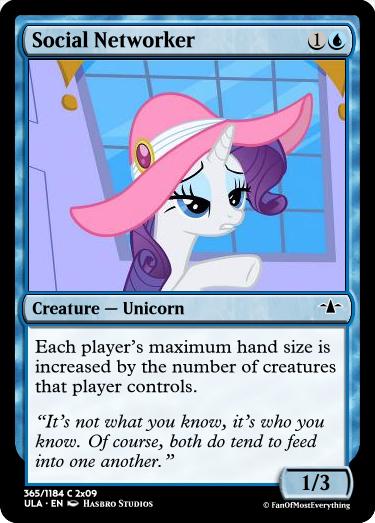 Social Networker 1
Creature — Unicorn
Each player's maximum hand size is
increased by the number of creatures
that player controls.
"It's not what you know, it's who you
know. Of course, both do tend to feed
into one another."
1/3
365/1184 C 2x09
ULA • EN Hasbro Studios
© FanOfMostEverything